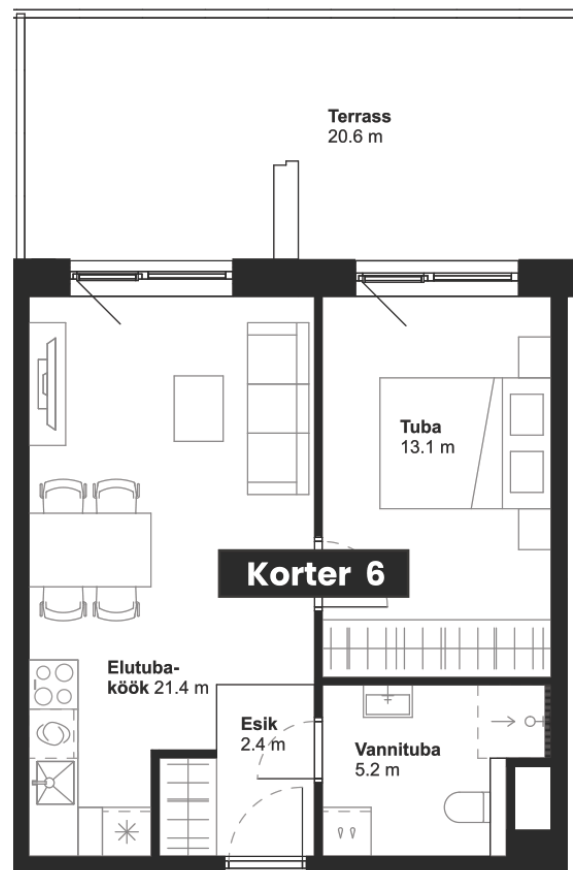 Terrass
20.6 m
Tuba
13.1 m
Korter 6
Elutuba-
köök 21.4 m
Esik
2.4 m
Vannituba
5.2 m